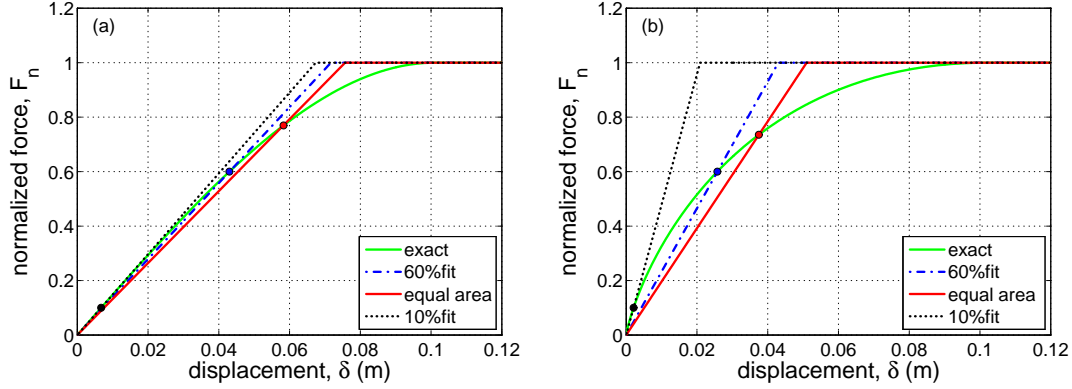 (a)
normalized force, Fn
1.2
1
0.8
0.6
0.4
0.2
0
0 0.02 0.04 0.06 0.08 0.1 0.12
displacement, δ (m)
exact
60%fit
equal area
10%fit
(b)
normalized force, Fn
1.2
1
0.8
0.6
0.4
0.2
0
0 0.02 0.04 0.06 0.08 0.1 0.12
displacement, δ (m)
exact
60%fit
equal area
10%fit